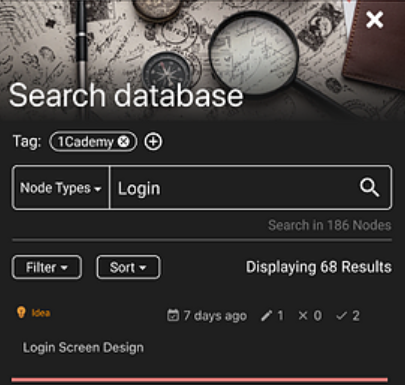 Search database
Tag: 1Cademy
Node Types Login
Search in 186 Nodes
Filter Sort Displaying 68 Results
Idea 7 days ago 1 0 2
Login Screen Design